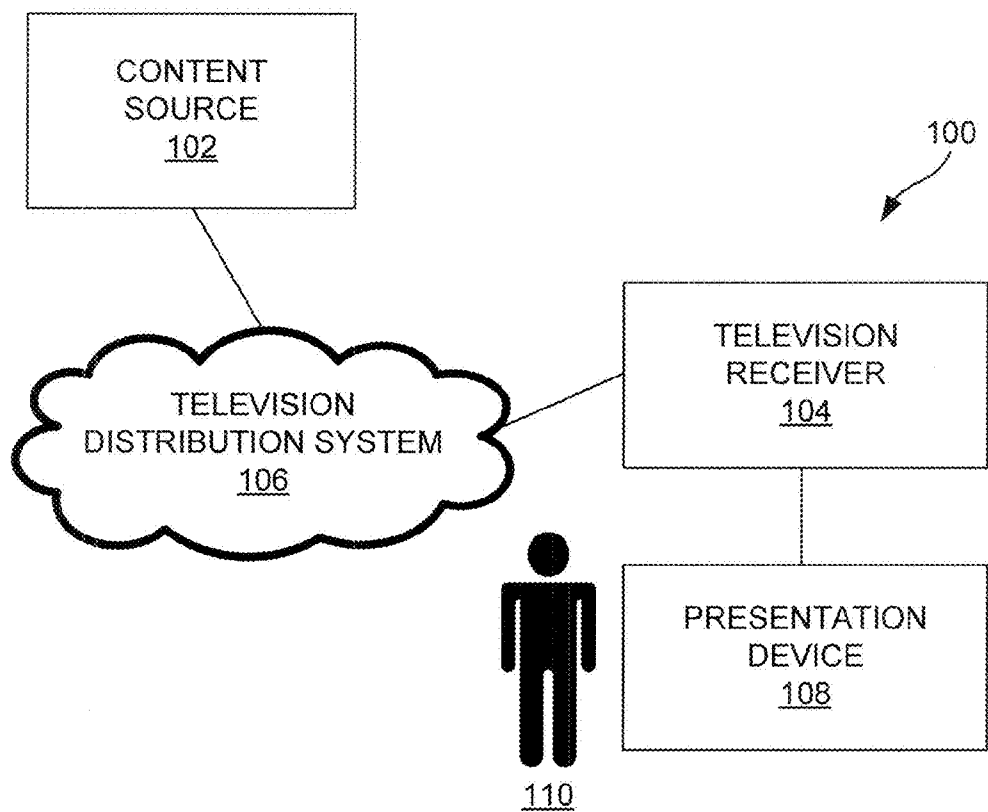 CONTENT
SOURCE
102
100
TELEVISION
RECEIVER
104
TELEVISION
DISTRIBUTION SYSTEM
106
PRESENTATION
DEVICE
108
110